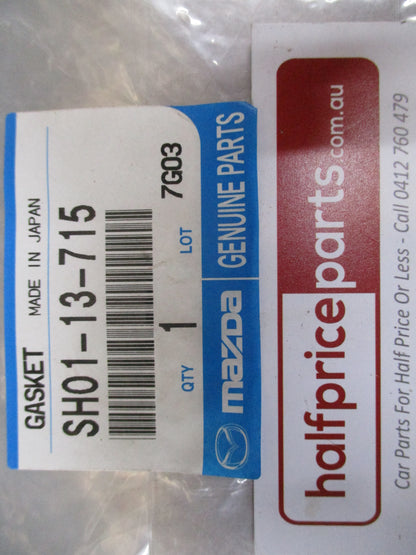 GASKET MADE IN JAPAN
SH01-13-715
QTY 1 LOT 7G03
mazda GENUINE PARTS
halfpriceparts.com.au
Car Parts For Half Price Or Less - Call 0412 760 479